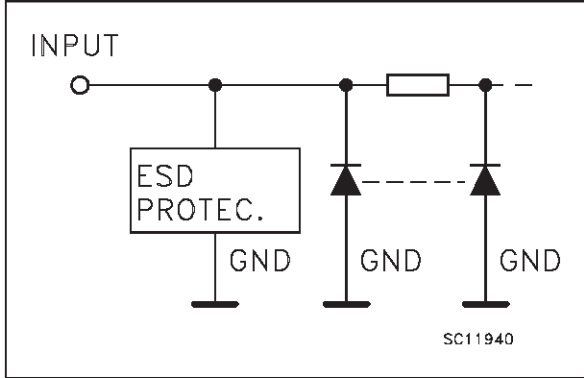 INPUT
ESD
PROTEC.
GND
GND
GND
SC11940